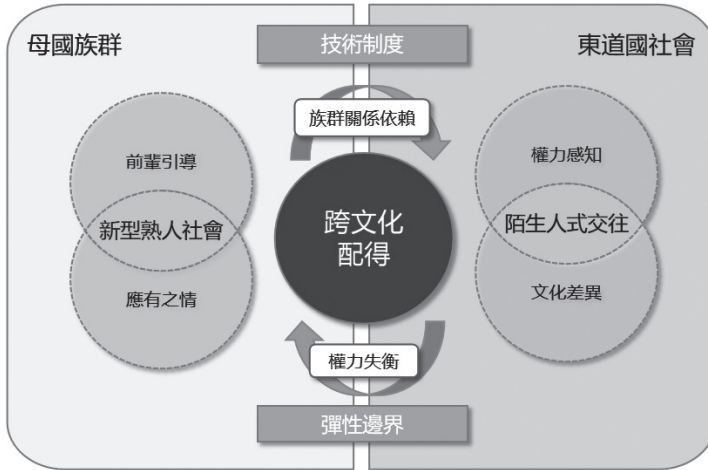 技術制度
母國族群
東道國社會
族群關係依賴
前輩引導
新型熟人社會
應有之情
跨文化
配得
權力感知
陌生人式交往
文化差異
權力失衡
彈性邊界